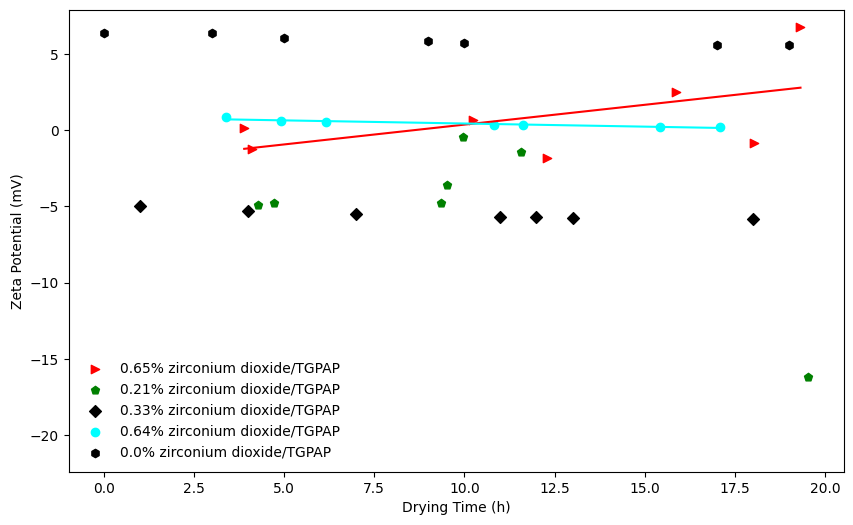 5
0
−5
−10
−15
−20
Zeta Potential (mV)
0.65% zirconium dioxide/TGPAP
0.21% zirconium dioxide/TGPAP
0.33% zirconium dioxide/TGPAP
0.64% zirconium dioxide/TGPAP
0.0% zirconium dioxide/TGPAP
0.0 2.5 5.0 7.5 10.0 12.5 15.0 17.5 20.0
Drying Time (h)